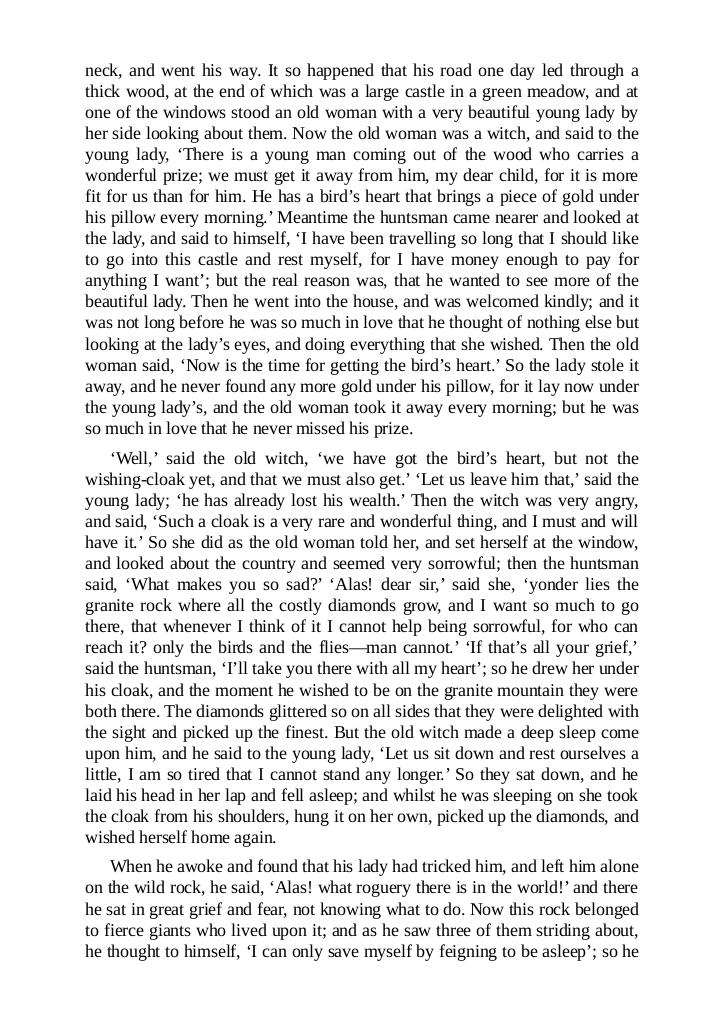 neck, and went his way. It so happened that his road one day led through a
thick wood, at the end of which was a large castle in a green meadow, and at
one of the windows stood an old woman with a very beautiful young lady by
her side looking about them. Now the old woman was a witch, and said to the
young lady, ‘There is a young man coming out of the wood who carries a
wonderful prize; we must get it away from him, my dear child, for it is more
fit for us than for him. He has a bird’s heart that brings a piece of gold under
his pillow every morning.’ Meantime the huntsman came nearer and looked at
the lady, and said to himself, ‘I have been travelling so long that I should like
to go into this castle and rest myself, for I have money enough to pay for
anything I want’; but the real reason was, that he wanted to see more of the
beautiful lady. Then he went into the house, and was welcomed kindly; and it
was not long before he was so much in love that he thought of nothing else but
looking at the lady’s eyes, and doing everything that she wished. Then the old
woman said, ‘Now is the time for getting the bird’s heart.’ So the lady stole it
away, and he never found any more gold under his pillow, for it lay now under
the young lady’s, and the old woman took it away every morning; but he was
so much in love that he never missed his prize.
‘Well,’ said the old witch, ‘we have got the bird’s heart, but not the
wishing-cloak yet, and that we must also get.’ ‘Let us leave him that,’ said the
young lady; ‘he has already lost his wealth.’ Then the witch was very angry,
and said, ‘Such a cloak is a very rare and wonderful thing, and I must and will
have it.’ So she did as the old woman told her, and set herself at the window,
and looked about the country and seemed very sorrowful; then the huntsman
said, ‘What makes you so sad?’ ‘Alas! dear sir,’ said she, ‘yonder lies the
granite rock where all the costly diamonds grow, and I want so much to go
there, that whenever I think of it I cannot help being sorrowful, for who can
reach it? only the birds and the flies—man cannot.’ ‘If that’s all your grief,’
said the huntsman, ‘I’ll take you there with all my heart’; so he drew her under
his cloak, and the moment he wished to be on the granite mountain they were
both there. The diamonds glittered so on all sides that they were delighted with
the sight and picked up the finest. But the old witch made a deep sleep come
upon him, and he said to the young lady, ‘Let us sit down and rest ourselves a
little, I am so tired that I cannot stand any longer.’ So they sat down, and he
laid his head in her lap and fell asleep; and whilst he was sleeping on she took
the cloak from his shoulders, hung it on her own, picked up the diamonds, and
wished herself home again.
When he awoke and found that his lady had tricked him, and left him alone
on the wild rock, he said, ‘Alas! what roguery there is in the world!’ and there
he sat in great grief and fear, not knowing what to do. Now this rock belonged
to fierce giants who lived upon it; and as he saw three of them striding about,
he thought to himself, ‘I can only save myself by feigning to be asleep’; so he